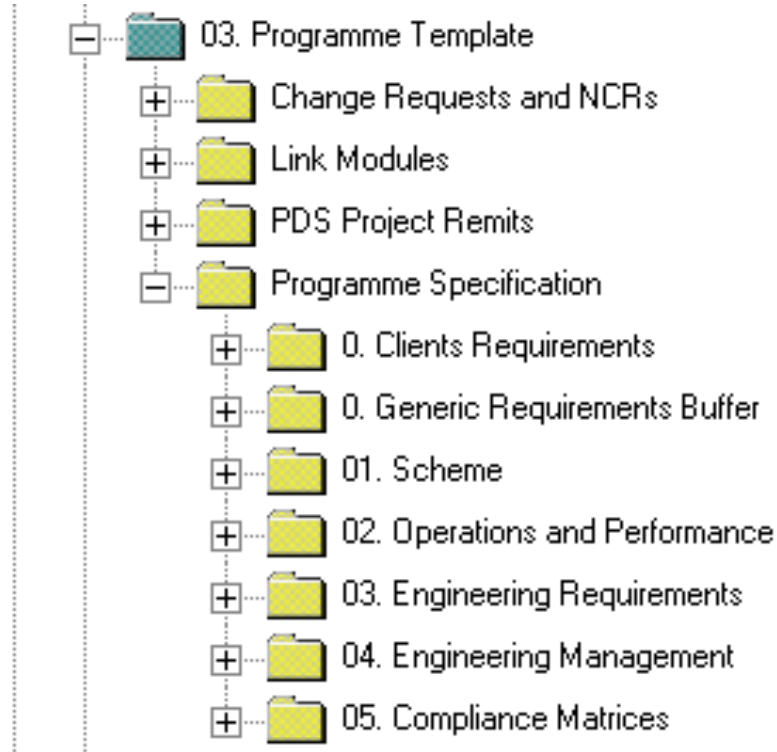 03. Programme Template
Change Requests and NCRs
Link Modules
PDS Project Remits
Programme Specification
0. Clients Requirements
0. Generic Requirements Buffer
01. Scheme
02. Operations and Performance
03. Engineering Requirements
04. Engineering Management
05. Compliance Matrices